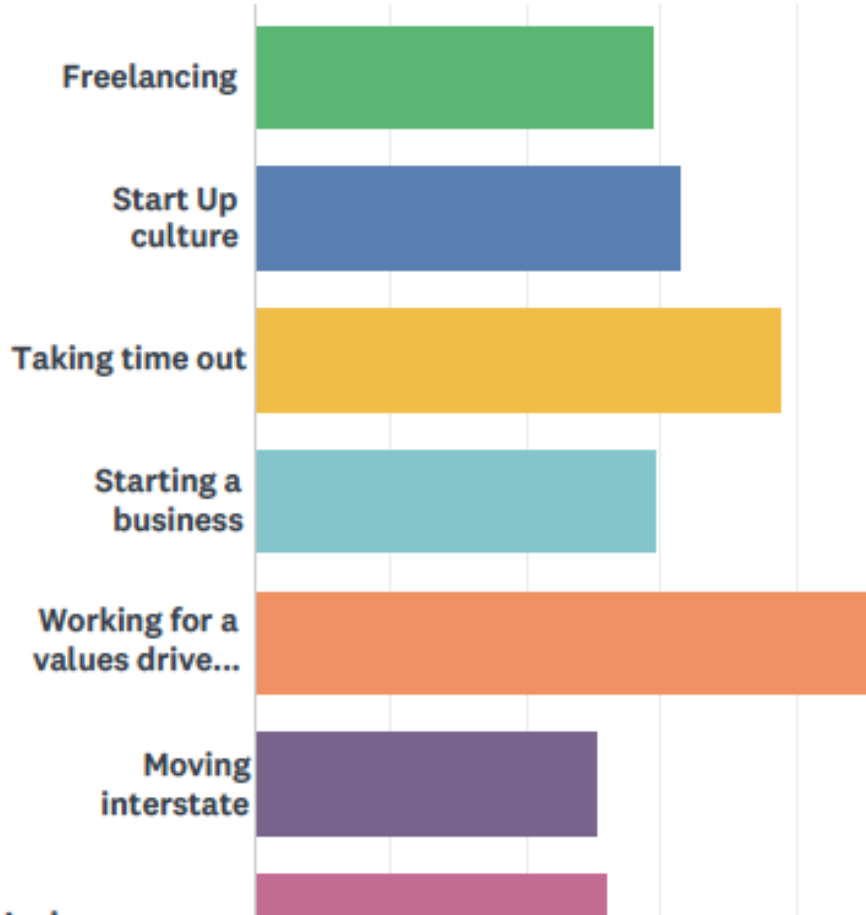 Freelancing
Start Up
culture
Taking time out
Starting a
business
Working for a
values drive...
Moving
interstate